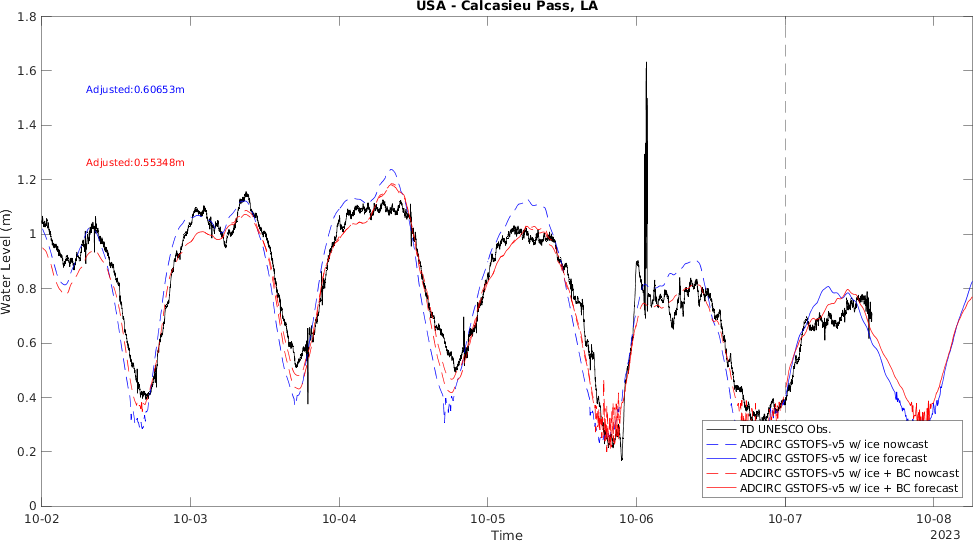 USA - Calcasieu Pass, LA
1.8
1.6
1.4
1.2
1
0.8
0.6
0.4
0.2
0
Water Level (m)
Adjusted:0.60653m
Adjusted:0.55348m
TD UNESCO Obs.
ADCIRC GSTOFS-v5 w/ ice nowcast
ADCIRC GSTOFS-v5 w/ ice forecast
ADCIRC GSTOFS-v5 w/ ice + BC nowcast
ADCIRC GSTOFS-v5 w/ ice + BC forecast
10-02 10-03 10-04 10-05 10-06 10-07 10-08
Time
2023